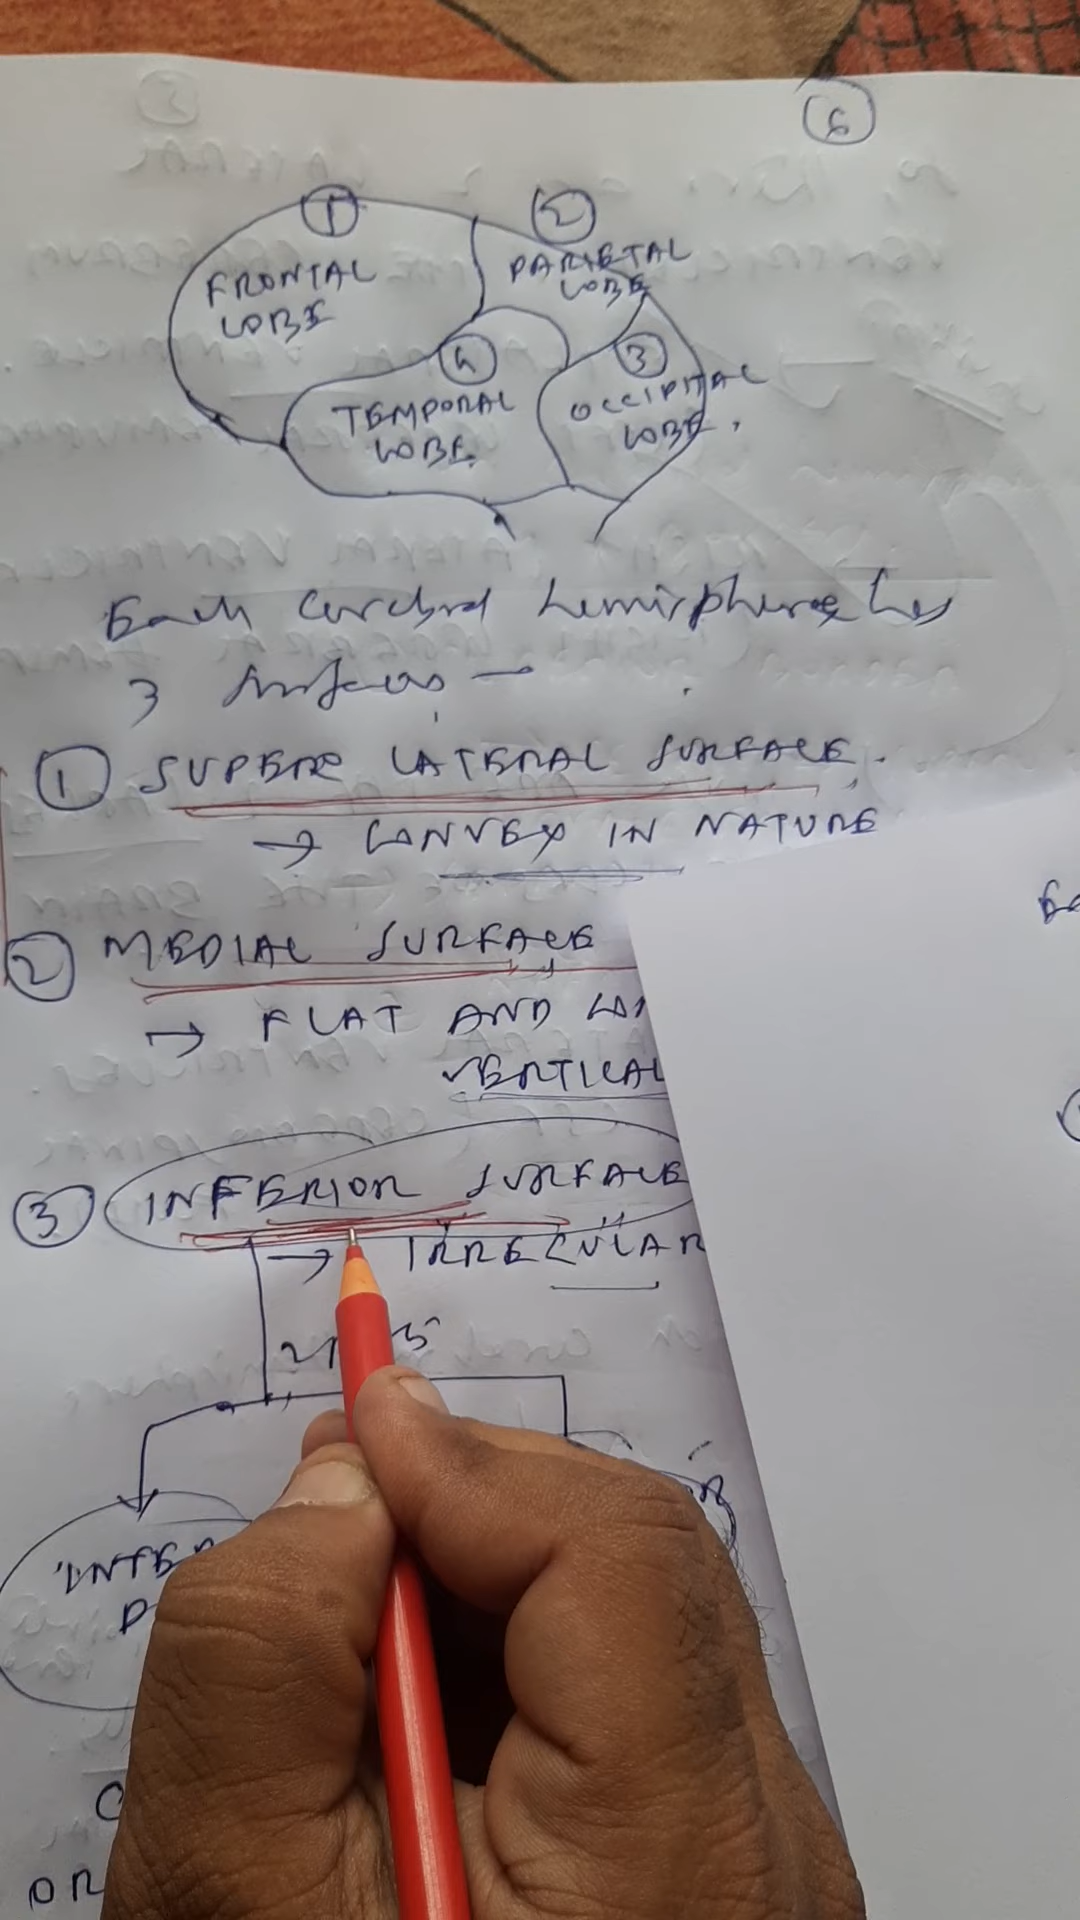 6
1
2
FRONTAL
LOBE
PARIETAL
LOBE
4
3
TEMPORAL
LOBE
OCCIPITAL
LOBE,
Each cerebral hemisphere has
3 surfaces –
1 SUPERO LATERAL SURFACE.
→ CONVEX IN NATURE
2 MEDIAL SURFACE
→ FLAT AND
VERTICAL
3 INFERIOR SURFACE
→ IRREGULAR
OR